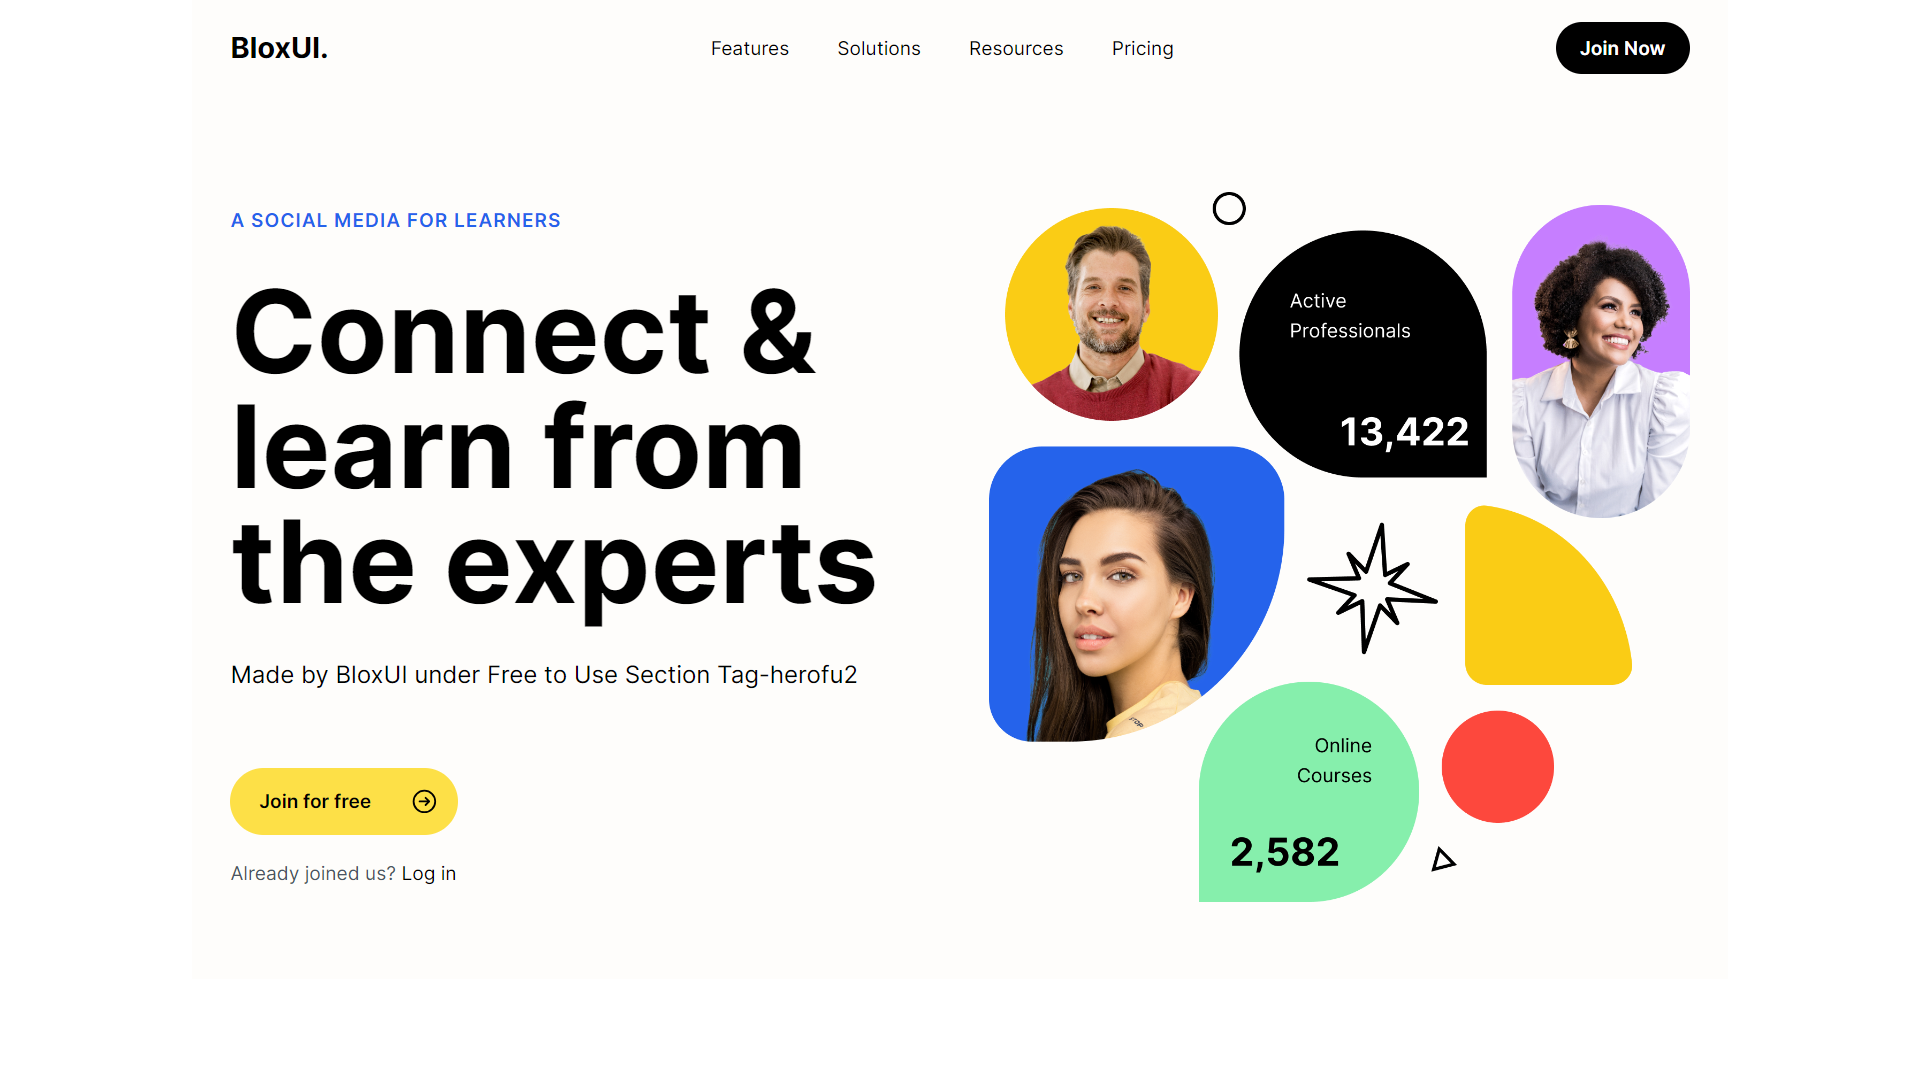 BloxUI.
Features
Solutions
Resources
Pricing
Join Now
A SOCIAL MEDIA FOR LEARNERS
Connect &
learn from
the experts
Made by BloxUI under Free to Use Section Tag-herofu2
Join for free
Already joined us? Log in
Active
Professionals
13,422
Online
Courses
2,582